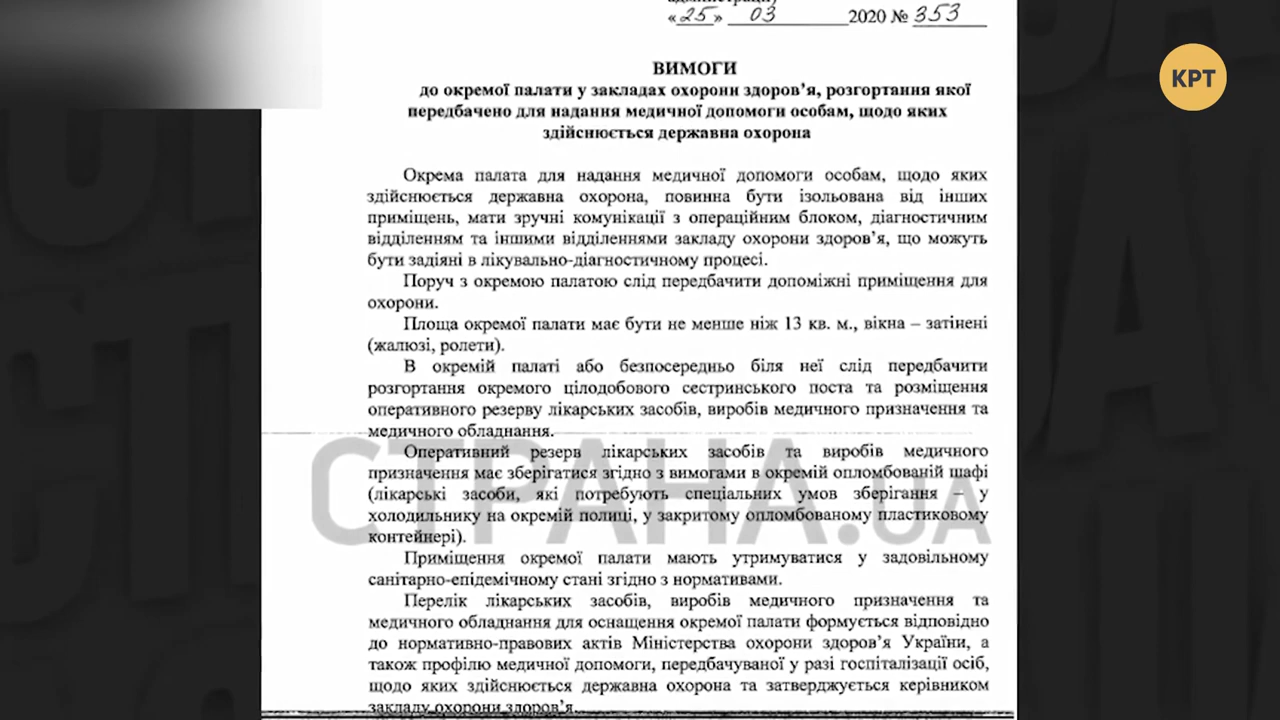 адміністрації
«25» 03 2020 № 353
КРТ
ВИМОГИ
до окремої палати у закладах охорони здоров’я, розгортання якої
передбачено для надання медичної допомоги особам, щодо яких
здійснюється державна охорона
Окрема палата для надання медичної допомоги особам, щодо яких
здійснюється державна охорона, повинна бути ізольована від інших
приміщень, мати зручні комунікації з операційним блоком, діагностичним
відділенням та іншими відділеннями закладу охорони здоров’я, що можуть
бути задіяні в лікувально-діагностичному процесі.
Поруч з окремою палатою слід передбачити допоміжні приміщення для
охорони.
Площа окремої палати має бути не менше ніж 13 кв. м., вікна – затінені
(жалюзі, ролети).
В окремій палаті або безпосередньо біля неї слід передбачити
розгортання окремого цілодобового сестринського поста та розміщення
оперативного резерву лікарських засобів, виробів медичного призначення та
медичного обладнання.
Оперативний резерв лікарських засобів та виробів медичного
призначення має зберігатися згідно з вимогами в окремій опломбованій шафі
(лікарські засоби, які потребують спеціальних умов зберігання – у
холодильнику на окремій полиці, у закритому опломбованому пластиковому
контейнері).
СТРАНА.UA
Приміщення окремої палати мають утримуватися у задовільному
санітарно-епідемічному стані згідно з нормативами.
Перелік лікарських засобів, виробів медичного призначення та
медичного обладнання для оснащення окремої палати формується відповідно
до нормативно-правових актів Міністерства охорони здоров’я України, а
також профілю медичної допомоги, передбачуваної у разі госпіталізації осіб,
щодо яких здійснюється державна охорона та затверджується керівником
закладу охорони здоров’я.